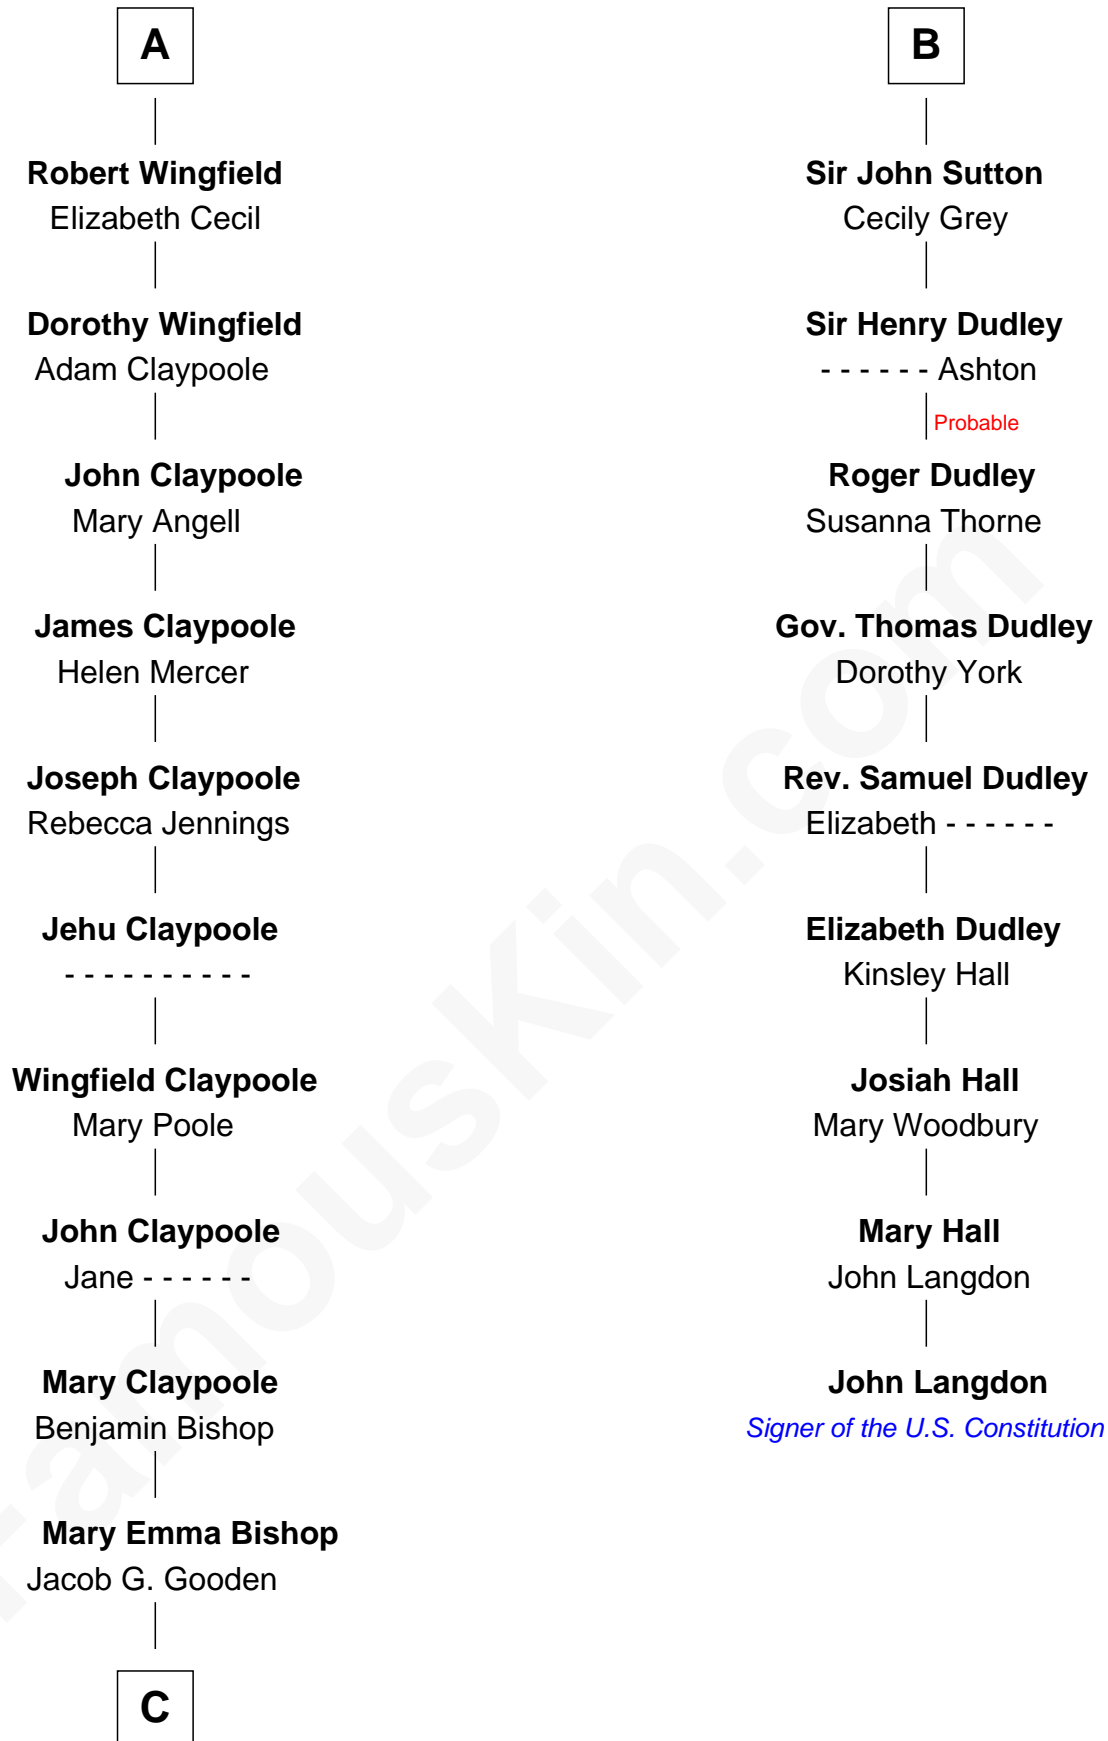 A
Robert Wingfield
Elizabeth Cecil
Dorothy Wingfield
Adam Claypoole
John Claypoole
Mary Angell
James Claypoole
Helen Mercer
Joseph Claypoole
Rebecca Jennings
Jehu Claypoole
- - - - - - - - - -
Wingfield Claypoole
Mary Poole
John Claypoole
Jane - - - - - -
Mary Claypoole
Benjamin Bishop
Mary Emma Bishop
Jacob G. Gooden
C
B
Sir John Sutton
Cecily Grey
Sir Henry Dudley
- - - - - - Ashton
Probable
Roger Dudley
Susanna Thorne
Gov. Thomas Dudley
Dorothy York
Rev. Samuel Dudley
Elizabeth - - - - - -
Elizabeth Dudley
Kinsley Hall
Josiah Hall
Mary Woodbury
Mary Hall
John Langdon
John Langdon
Signer of the U.S. Constitution
FamousKin.com